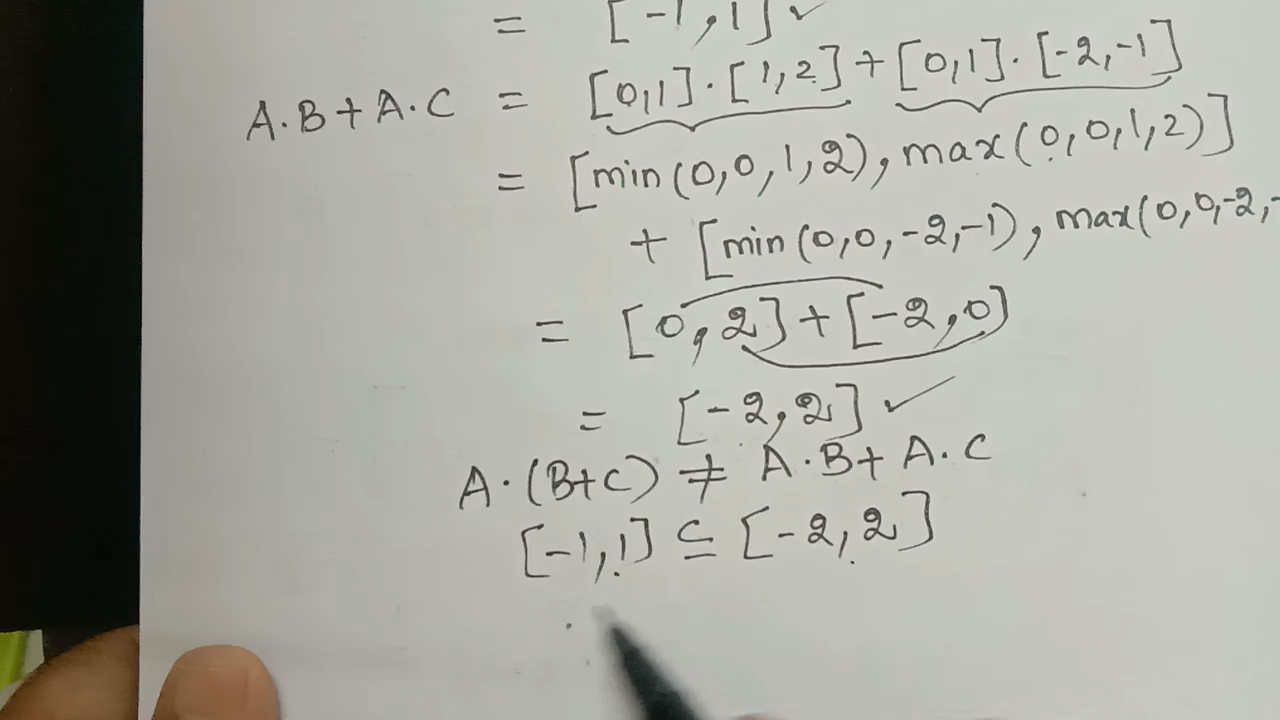 = [-1,1] ✓
A.B+A.C = [0,1].[1,2]+[0,1].[-2,-1]
= [min(0,0,1,2), max(0,0,1,2)]
+ [min(0,0,-2,-1), max(0,0,-2,-
= [0,2]+[-2,0]
= [-2,2] ✓
A.(B+C) ≠ A.B+A.C
[-1,1] ⊆ [-2,2]